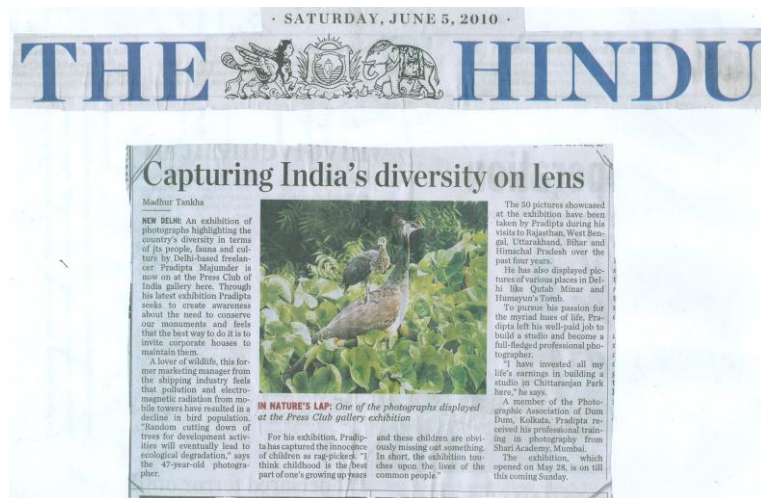 · SATURDAY, JUNE 5, 2010 ·
THE HINDU
Capturing India's diversity on lens
Madhur Tankha
NEW DELHI: An exhibition of
photographs highlighting the
country's diversity in terms
of its people, fauna and cul-
ture by Delhi-based freelan-
cer Pradipta Majumder is
now on at the Press Club of
India gallery here. Through
his latest exhibition Pradipta
seeks to create awareness
about the need to conserve
our monuments and feels
that the best way to do it is to
invite corporate houses to
maintain them.
A lover of wildlife, this for-
mer marketing manager from
the shipping industry feels
that pollution and electro-
magnetic radiation from mo-
bile towers have resulted in a
decline in bird population.
"Random cutting down of
trees for development activ-
ities will eventually lead to
ecological degradation," says
the 47-year-old photogra-
pher.
IN NATURE'S LAP: One of the photographs displayed
at the Press Club gallery exhibition
For his exhibition, Pradip-
ta has captured the innocence
of children as rag-pickers. "I
think childhood is the best
part of one's growing up years
and these children are obvi-
ously missing out something.
In short, the exhibition tou-
ches upon the lives of the
common people."
The 50 pictures showcased
at the exhibition have been
taken by Pradipta during his
visits to Rajasthan, West Ben-
gal, Uttarakhand, Bihar and
Himachal Pradesh over the
past four years.
He has also displayed pic-
tures of various places in Del-
hi like Qutab Minar and
Humayun's Tomb.
To pursue his passion for
the myriad hues of life, Pra-
dipta left his well-paid job to
build a studio and become a
full-fledged professional pho-
tographer.
"I have invested all my
life's earnings in building a
studio in Chittaranjan Park
here," he says.
A member of the Photo-
graphic Association of Dum
Dum, Kolkata, Pradipta re-
ceived his professional train-
ing in photography from
Shari Academy, Mumbai.
The exhibition, which
opened on May 28, is on till
this coming Sunday.